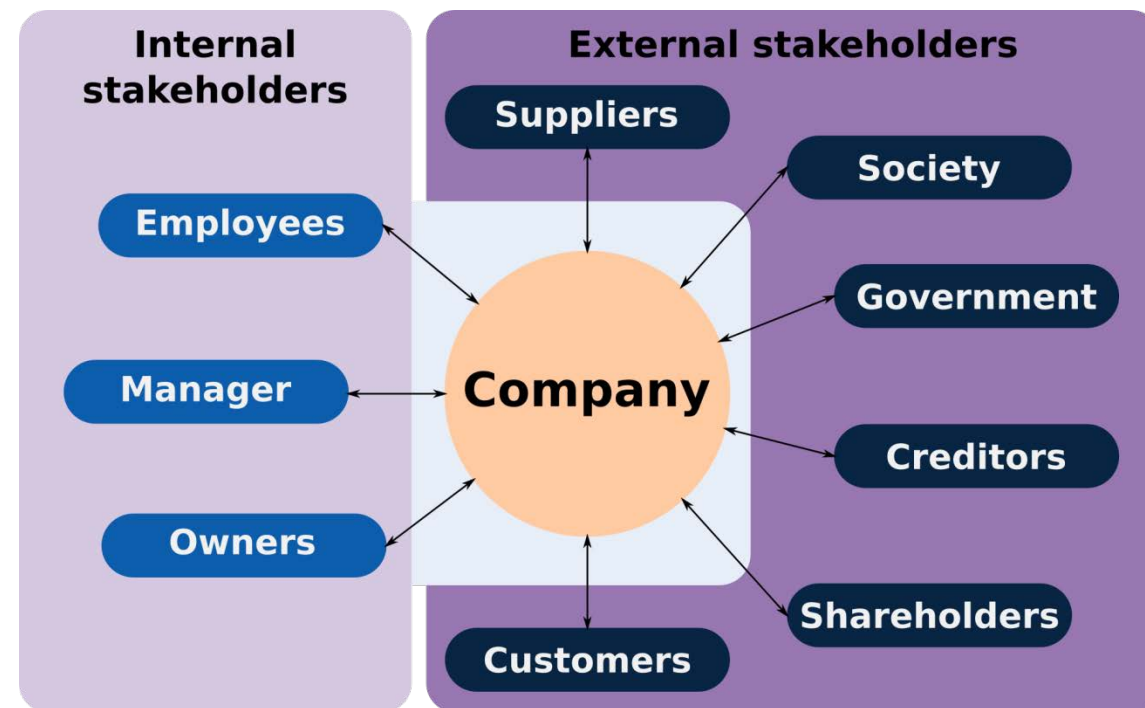 Internal
stakeholders
Employees
Manager
Owners
External stakeholders
Suppliers
Society
Government
Company
Creditors
Shareholders
Customers